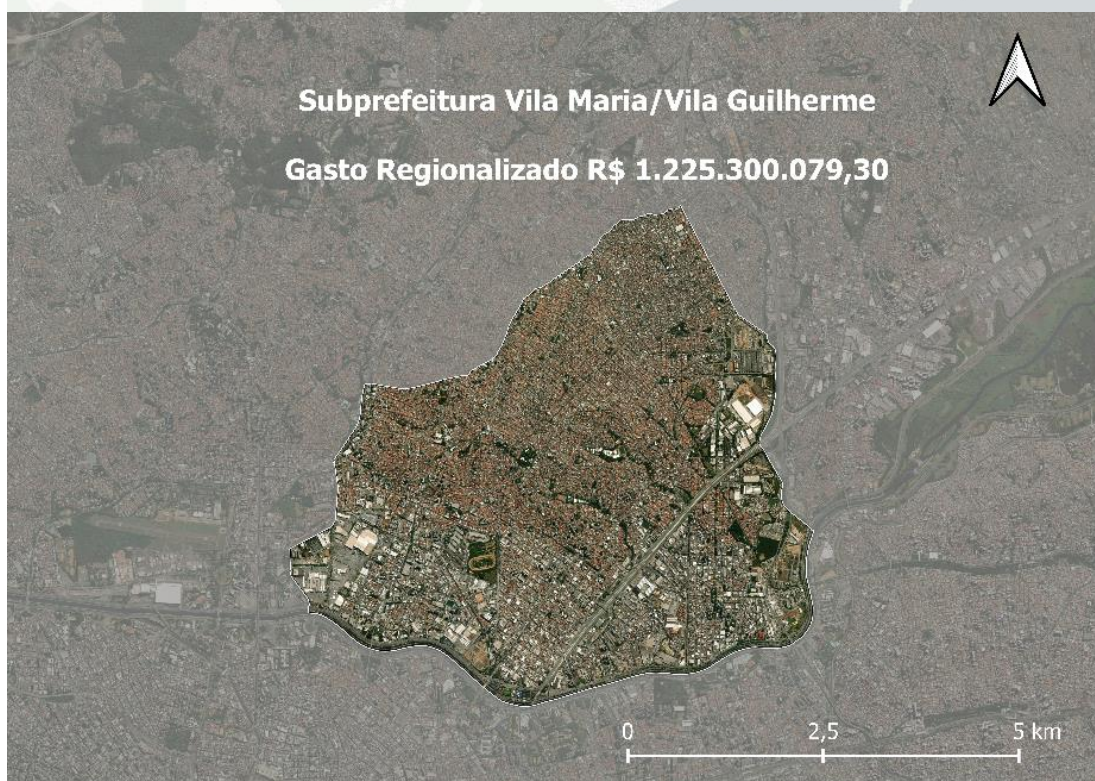 Subprefeitura Vila Maria/Vila Guilherme
Gasto Regionalizado R$ 1.225.300.079,30
0 2,5 5 km